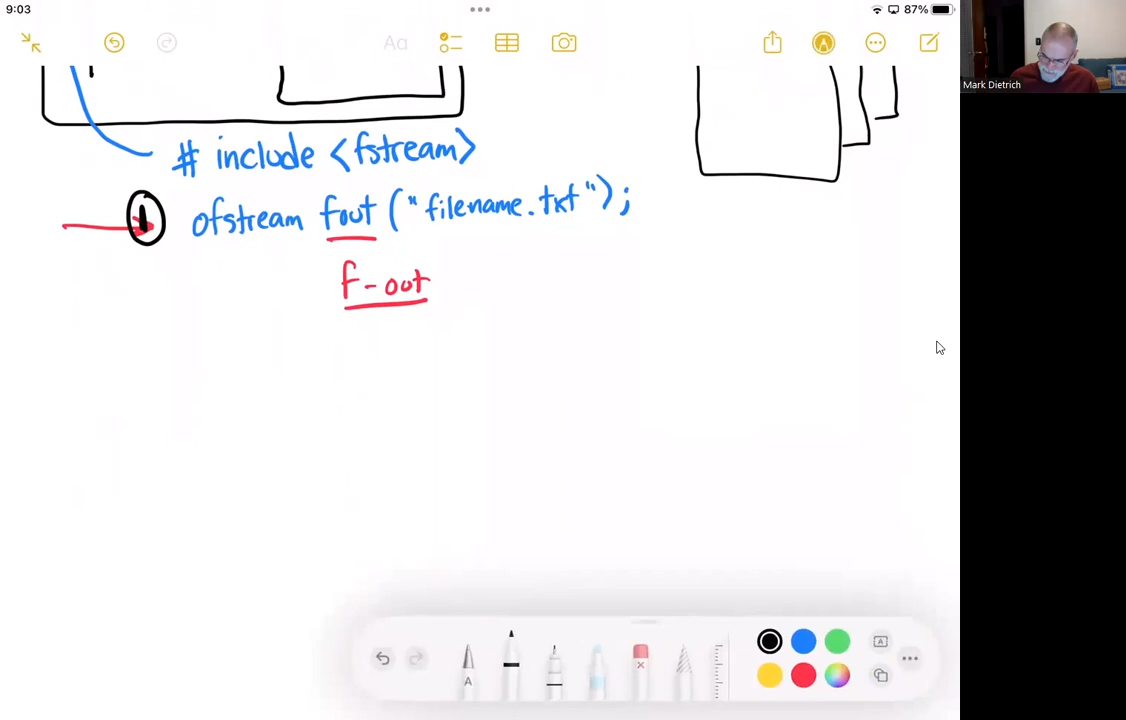 9:03
87%
Aa
Mark Dietrich
# include <fstream>
1 ofstream fout ("filename.txt");
f-out
A
A